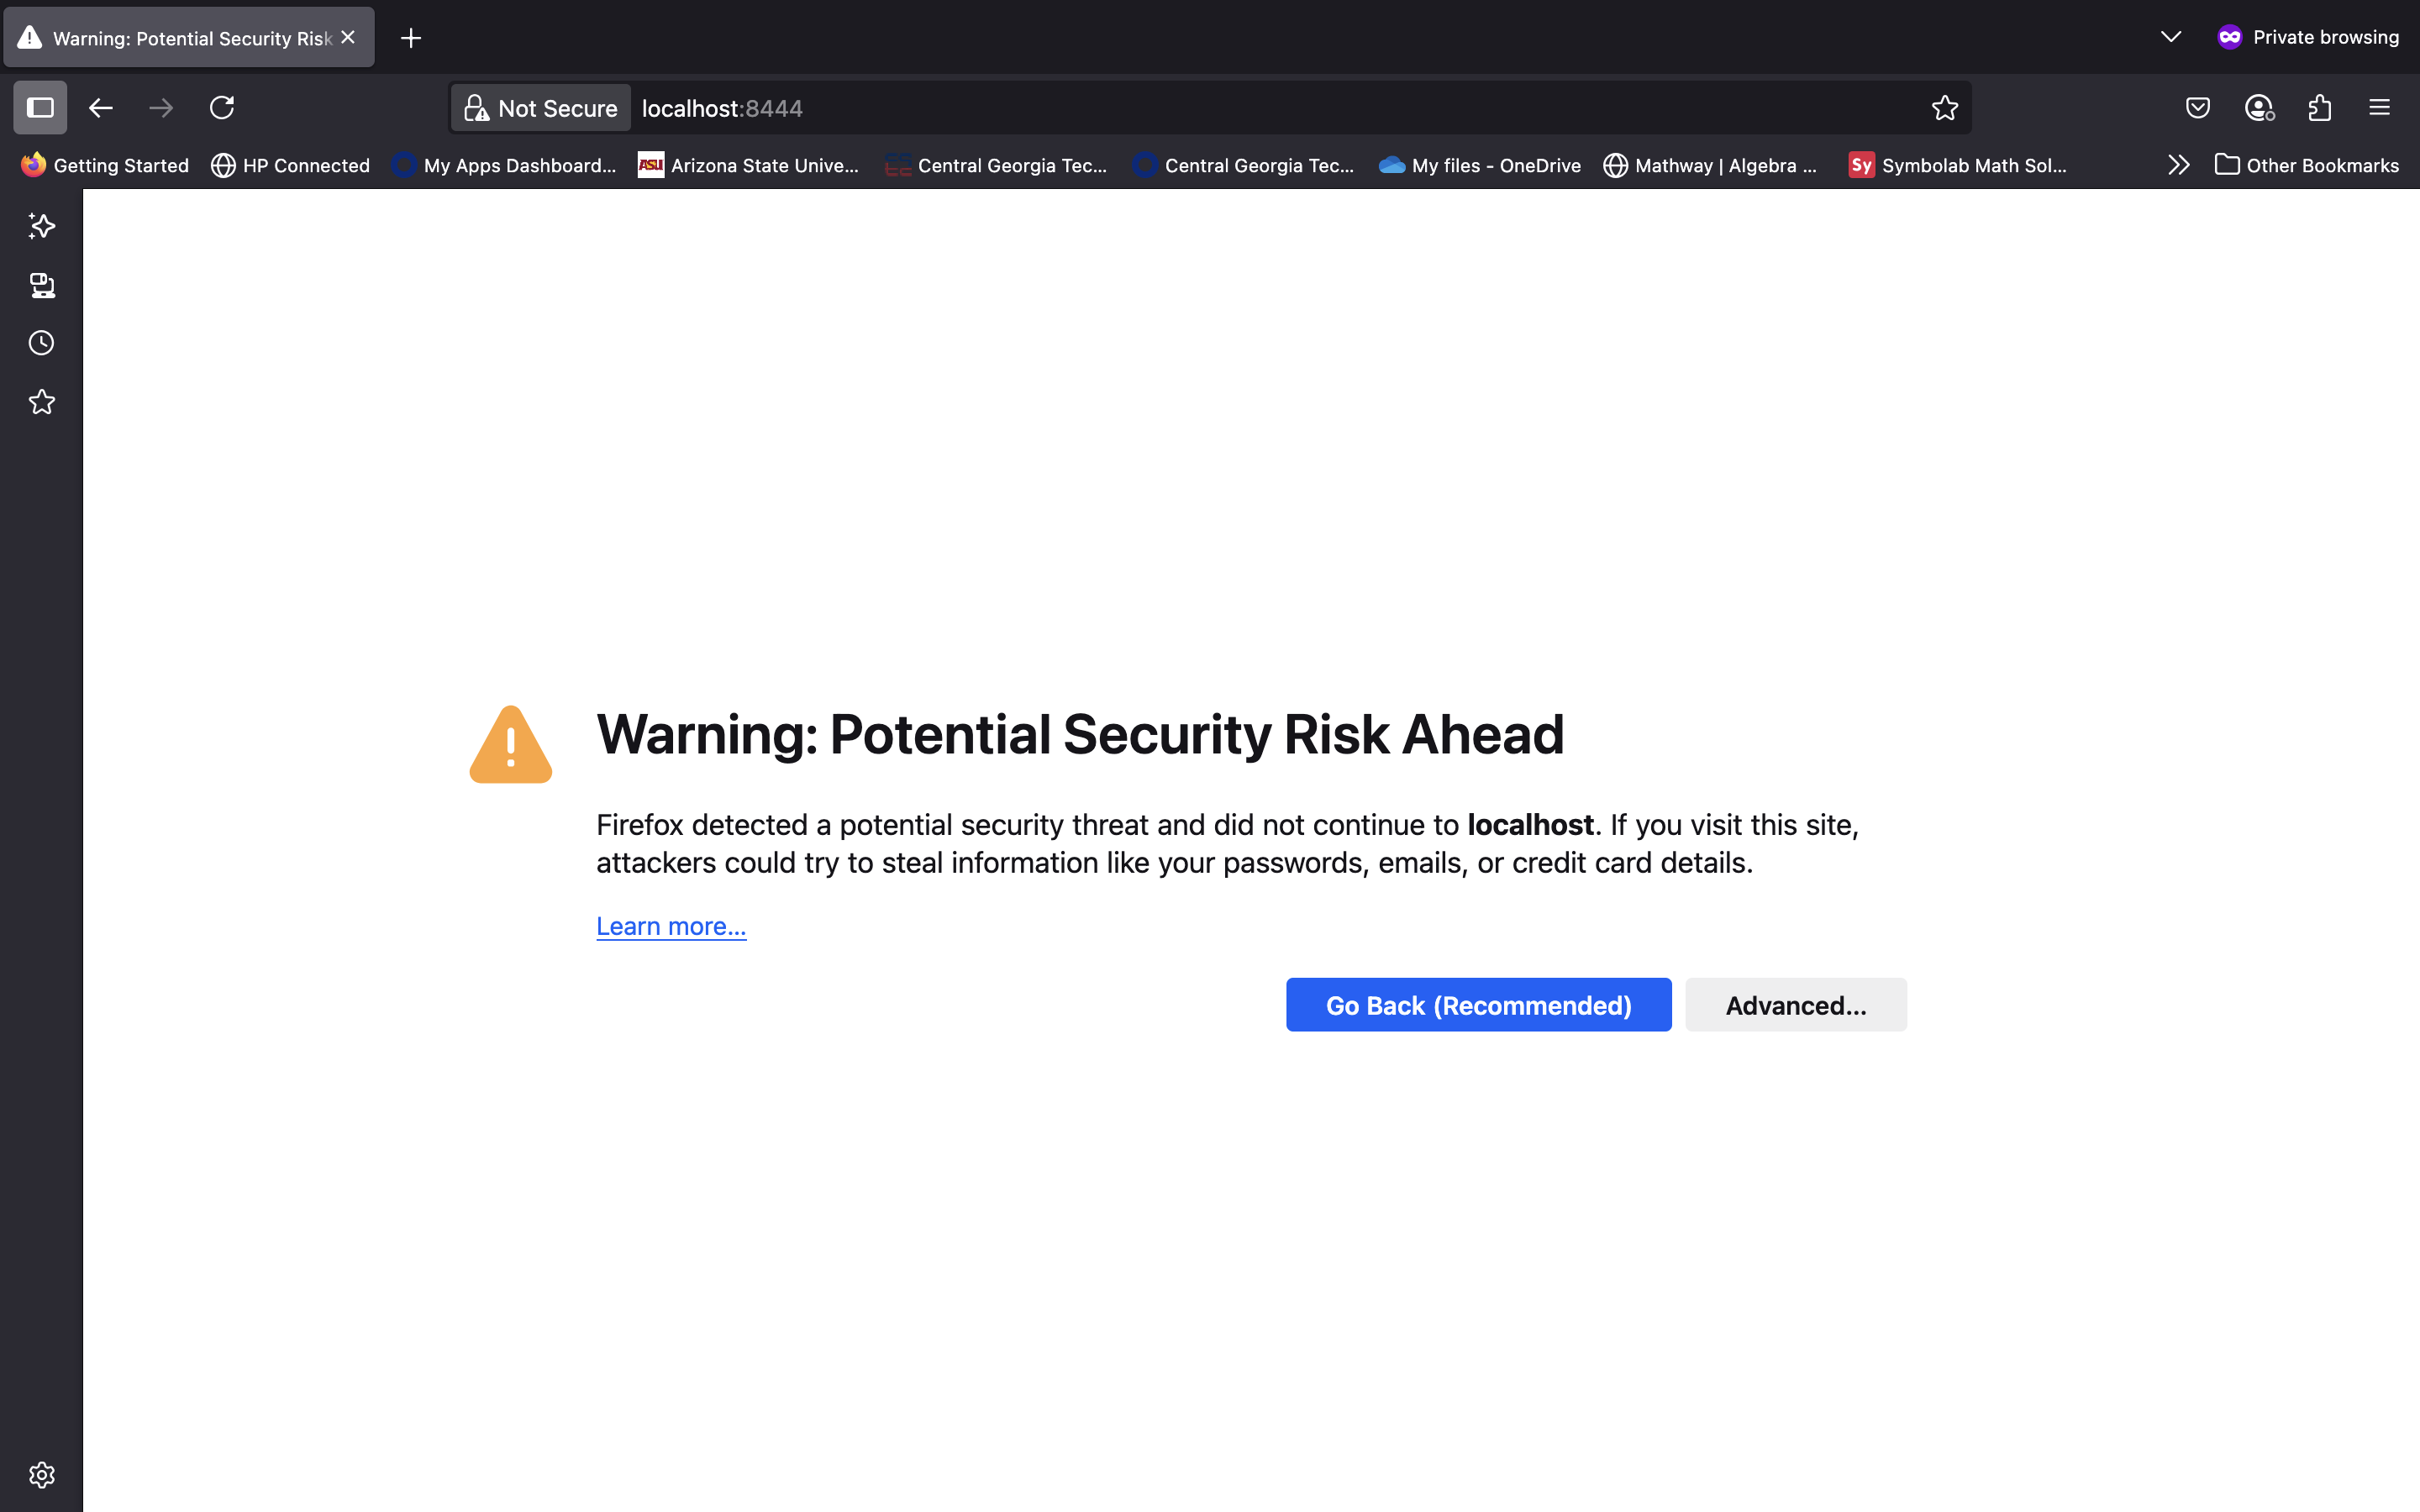 Warning: Potential Security Risk
Private browsing
Not Secure localhost:8444
Getting Started HP Connected My Apps Dashboard... ASU Arizona State Unive... Central Georgia Tec... Central Georgia Tec... My files - OneDrive Mathway | Algebra ... Sy Symbolab Math Sol... Other Bookmarks
Warning: Potential Security Risk Ahead
Firefox detected a potential security threat and did not continue to localhost. If you visit this site,
attackers could try to steal information like your passwords, emails, or credit card details.
Learn more...
Go Back (Recommended) Advanced...